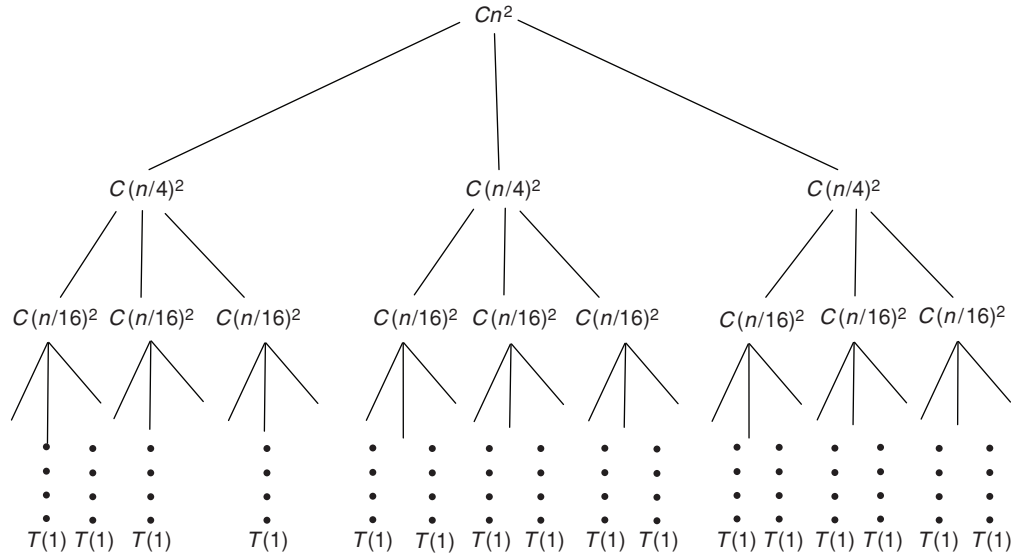 Cn²
C(n/4)² C(n/4)² C(n/4)²
C(n/16)² C(n/16)² C(n/16)² C(n/16)² C(n/16)² C(n/16)² C(n/16)² C(n/16)² C(n/16)²
T(1) T(1) T(1) T(1) T(1) T(1) T(1) T(1) T(1) T(1) T(1) T(1) T(1) T(1) T(1) T(1)